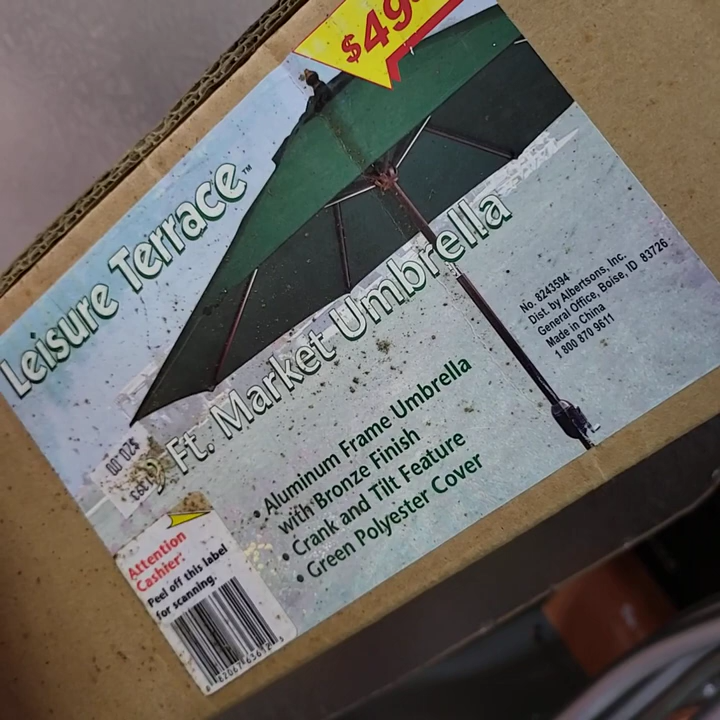 $49
Leisure Terrace™
Ft. Market Umbrella
$20.00
• Aluminum Frame Umbrella
with Bronze Finish
• Crank and Tilt Feature
• Green Polyester Cover
No. 8243594
Dist. by Albertsons, Inc.
General Office, Boise, ID 83726
Made in China
1 800 870 9611
Attention
Cashier:
Peel off this label
for scanning.